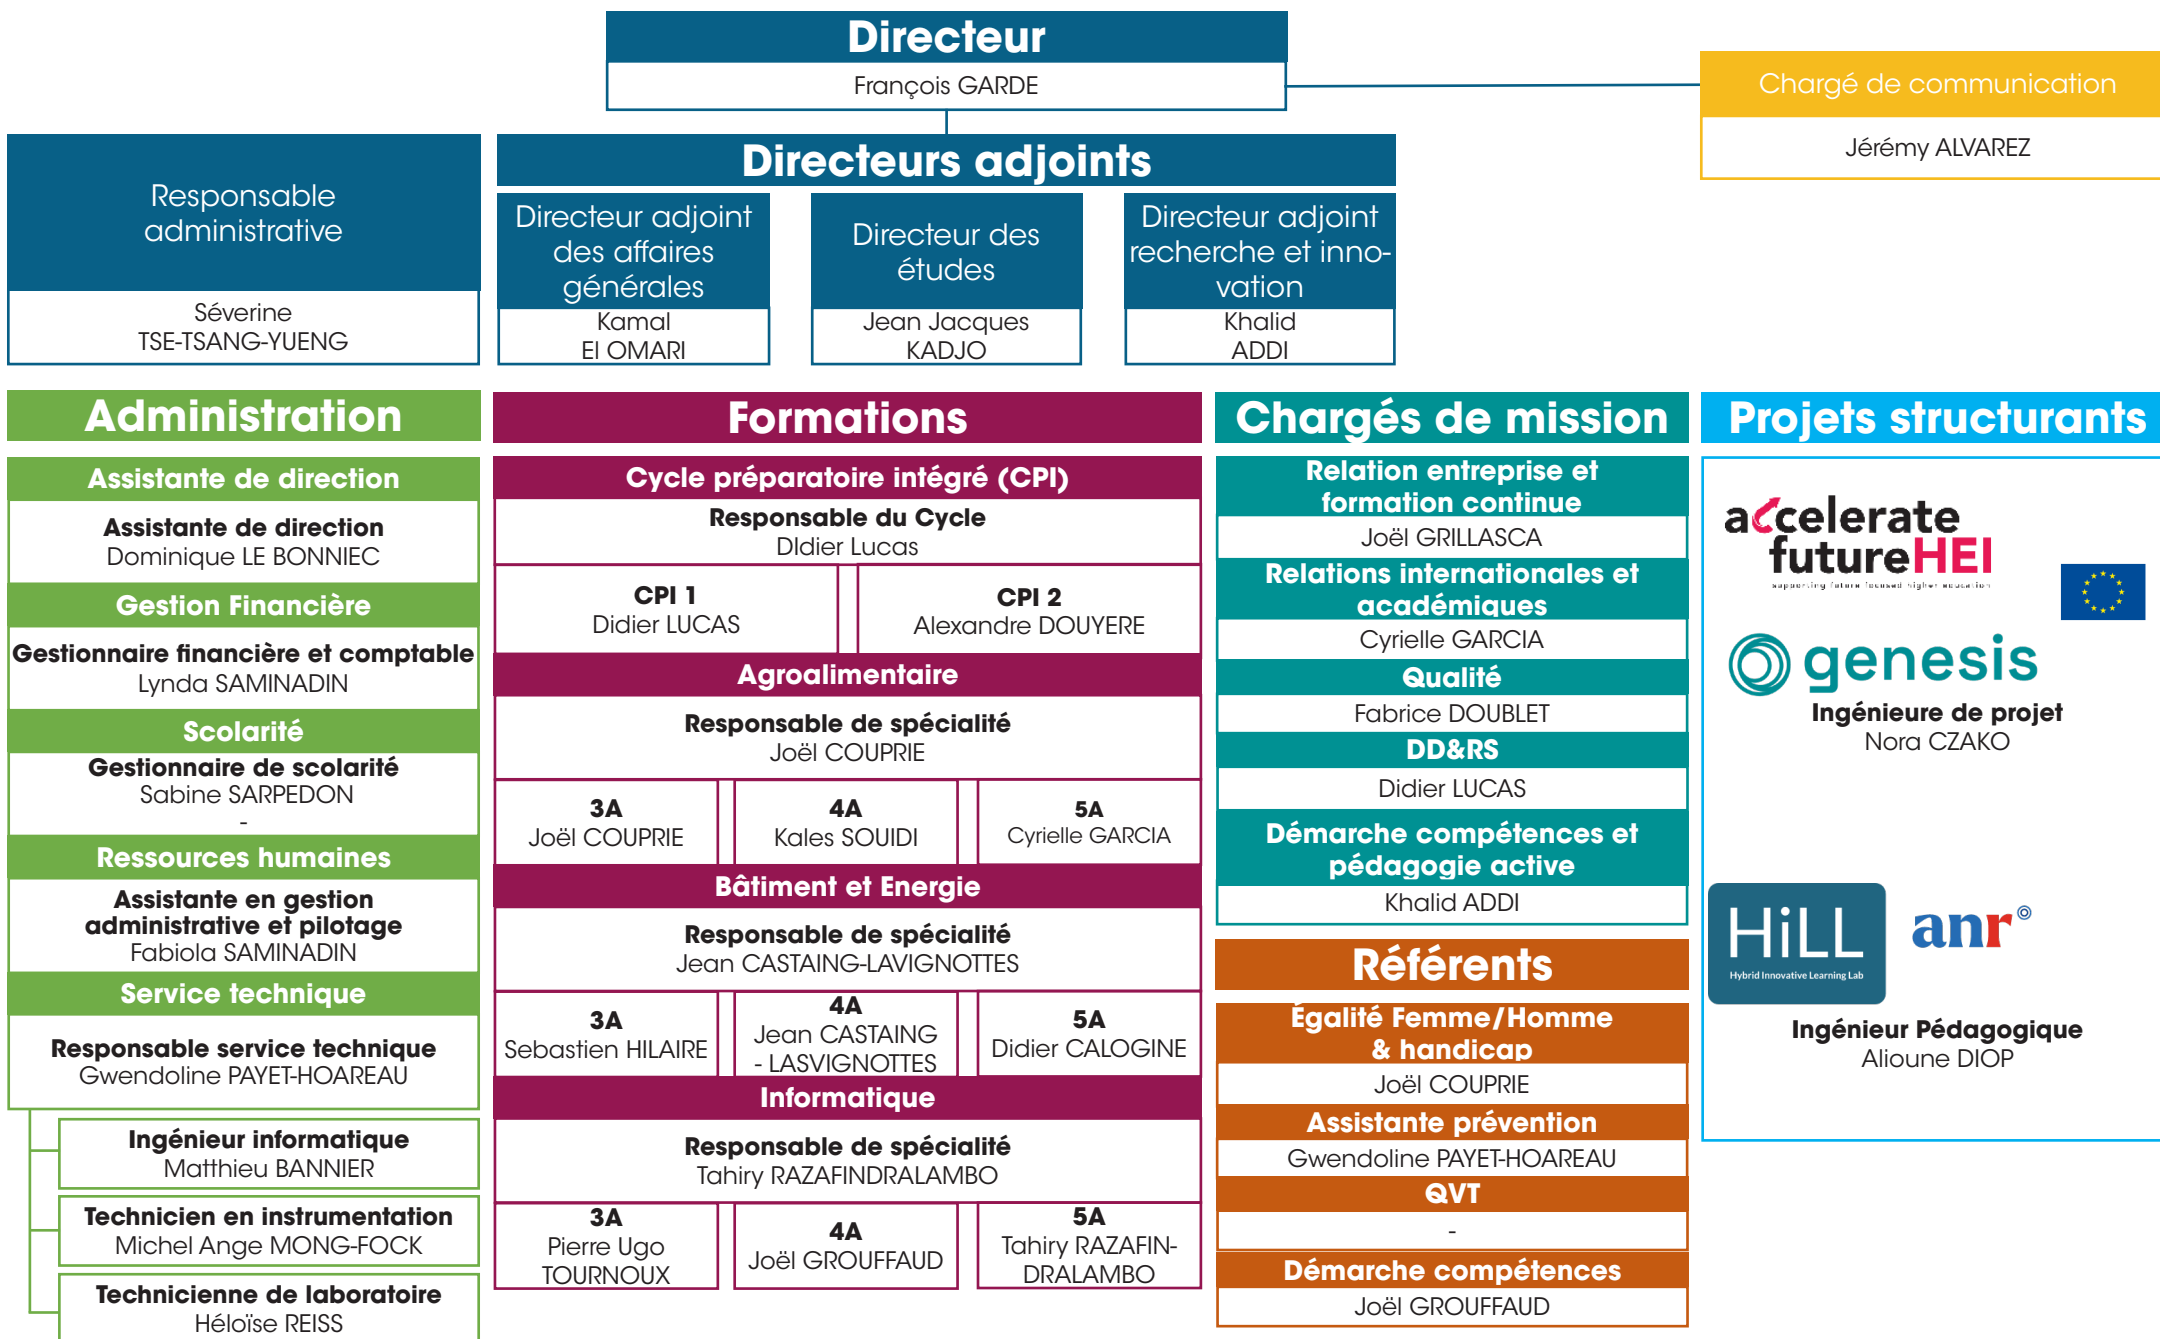 Directeur
François GARDE
Chargé de communication
Jérémy ALVAREZ
Responsable
administrative
Séverine
TSE-TSANG-YUENG
Directeurs adjoints
Directeur adjoint
des affaires
générales
Kamal
El OMARI
Directeur des
études
Jean Jacques
KADJO
Directeur adjoint
recherche et inno-
vation
Khalid
ADDI
Administration
Assistante de direction
Assistante de direction
Dominique LE BONNIEC
Gestion Financière
Gestionnaire financière et comptable
Lynda SAMINADIN
Scolarité
Gestionnaire de scolarité
Sabine SARPEDON
-
Ressources humaines
Assistante en gestion
administrative et pilotage
Fabiola SAMINADIN
Service technique
Responsable service technique
Gwendoline PAYET-HOAREAU
Ingénieur informatique
Matthieu BANNIER
Technicien en instrumentation
Michel Ange MONG-FOCK
Technicienne de laboratoire
Héloïse REISS
Formations
Cycle préparatoire intégré (CPI)
Responsable du Cycle
DIdier Lucas
CPI 1
Didier LUCAS
CPI 2
Alexandre DOUYERE
Agroalimentaire
Responsable de spécialité
Joël COUPRIE
3A
Joël COUPRIE
4A
Kales SOUIDI
5A
Cyrielle GARCIA
Bâtiment et Energie
Responsable de spécialité
Jean CASTAING-LAVIGNOTTES
3A
Sebastien HILAIRE
4A
Jean CASTAING
- LASVIGNOTTES
5A
Didier CALOGINE
Informatique
Responsable de spécialité
Tahiry RAZAFINDRALAMBO
3A
Pierre Ugo
TOURNOUX
4A
Joël GROUFFAUD
5A
Tahiry RAZAFIN-
DRALAMBO
Chargés de mission
Relation entreprise et
formation continue
Joël GRILLASCA
Relations internationales et
académiques
Cyrielle GARCIA
Qualité
Fabrice DOUBLET
DD&RS
Didier LUCAS
Démarche compétences et
pédagogie active
Khalid ADDI
Référents
Égalité Femme/Homme
& handicap
Joël COUPRIE
Assistante prévention
Gwendoline PAYET-HOAREAU
QVT
-
Démarche compétences
Joël GROUFFAUD
Projets structurants
accelerate
futureHEI
supporting future focused higher education
genesis
Ingénieure de projet
Nora CZAKO
HiLL
Hybrid Innovative Learning Lab
anr
Ingénieur Pédagogique
Alioune DIOP